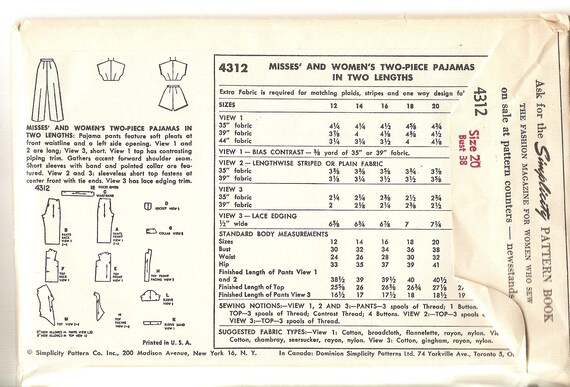 MISSES' AND WOMEN'S TWO-PIECE PAJAMAS IN
TWO LENGTHS: Pajama pants feature soft pleats at
front waistline and a left side opening. View 1 and
2 are long; View 3, short. View 1 top has contrasting
piping trim. Gathers accent forward shoulder seam.
Short sleeves band and pointed collar are fea-
tured. View 2 and 3: sleeveless short top fastens at
center front with tie ends. View 3 has lace edging trim.
4312
4312 MISSES' AND WOMEN'S TWO-PIECE PAJAMAS
IN TWO LENGTHS
Extra Fabric is required for matching plaids, stripes and one way design
SIZES 12 14 16 18 20
VIEW 1
35" fabric 4¼ 4¼ 4½ 4⅝ 4¾
39" fabric 3⅞ 4 4⅛ 4⅜ 4½
44" fabric 3¼ 3¼ 3½ 4 4⅛
VIEW 1 — BIAS CONTRAST — ⅜ yard of 35" or 39" fabric.
VIEW 2 — LENGTHWISE STRIPED OR PLAIN FABRIC
35" fabric 3⅜ 3⅜ 3⅝ 3¾ 3⅞
39" fabric 3⅛ 3¼ 3½ 3½ 3⅝
VIEW 3
35" fabric 2¼ 2¼ 2⅜ 2½ 2¾
39" fabric 2 2⅛ 2¼ 2⅜ 2½
VIEW 3 — LACE EDGING
½" wide 6⅝ 6¾ 6⅞ 7 7¼
STANDARD BODY MEASUREMENTS
Sizes 12 14 16 18 20
Bust 30 32 34 36 38
Waist 24 26 28 30 32
Hip 33 35 37 39 41
Finished Length of Pants View 1
and 2 38½ 39 39½ 40 40½
Finished Length of Top 25⅝ 26 26⅜ 26¾ 27⅛
Finished Length of Pants View 3 16½ 17 17½ 18 18½ 19
SEWING NOTIONS: — VIEW 1, 2 AND 3: — PANTS — 3 spools of Thread; 1 Button
TOP — 3 spools of Thread; Contrast Thread; 4 Buttons. VIEW 2: — TOP — 3 spools of
VIEW 3: — TOP — 3 spools of Thread.
SUGGESTED FABRIC TYPES: — View 1: Cotton, broadcloth, flannelette, rayon, nylon.
Cotton, chambray, seersucker, rayon, nylon. View 3: Cotton, gingham, rayon, nylon.
Printed in U.S.A.
© Simplicity Pattern Co. Inc., 200 Madison Avenue, New York 16, N. Y.
In Canada: Dominion Simplicity Patterns Ltd. 74 Yorkville Ave., Toronto 5,
4312
Size 20
Bust 38
Ask for the Simplicity PATTERN BOOK
THE FASHION MAGAZINE FOR WOMEN WHO SEW
on sale at pattern counters — newsstands